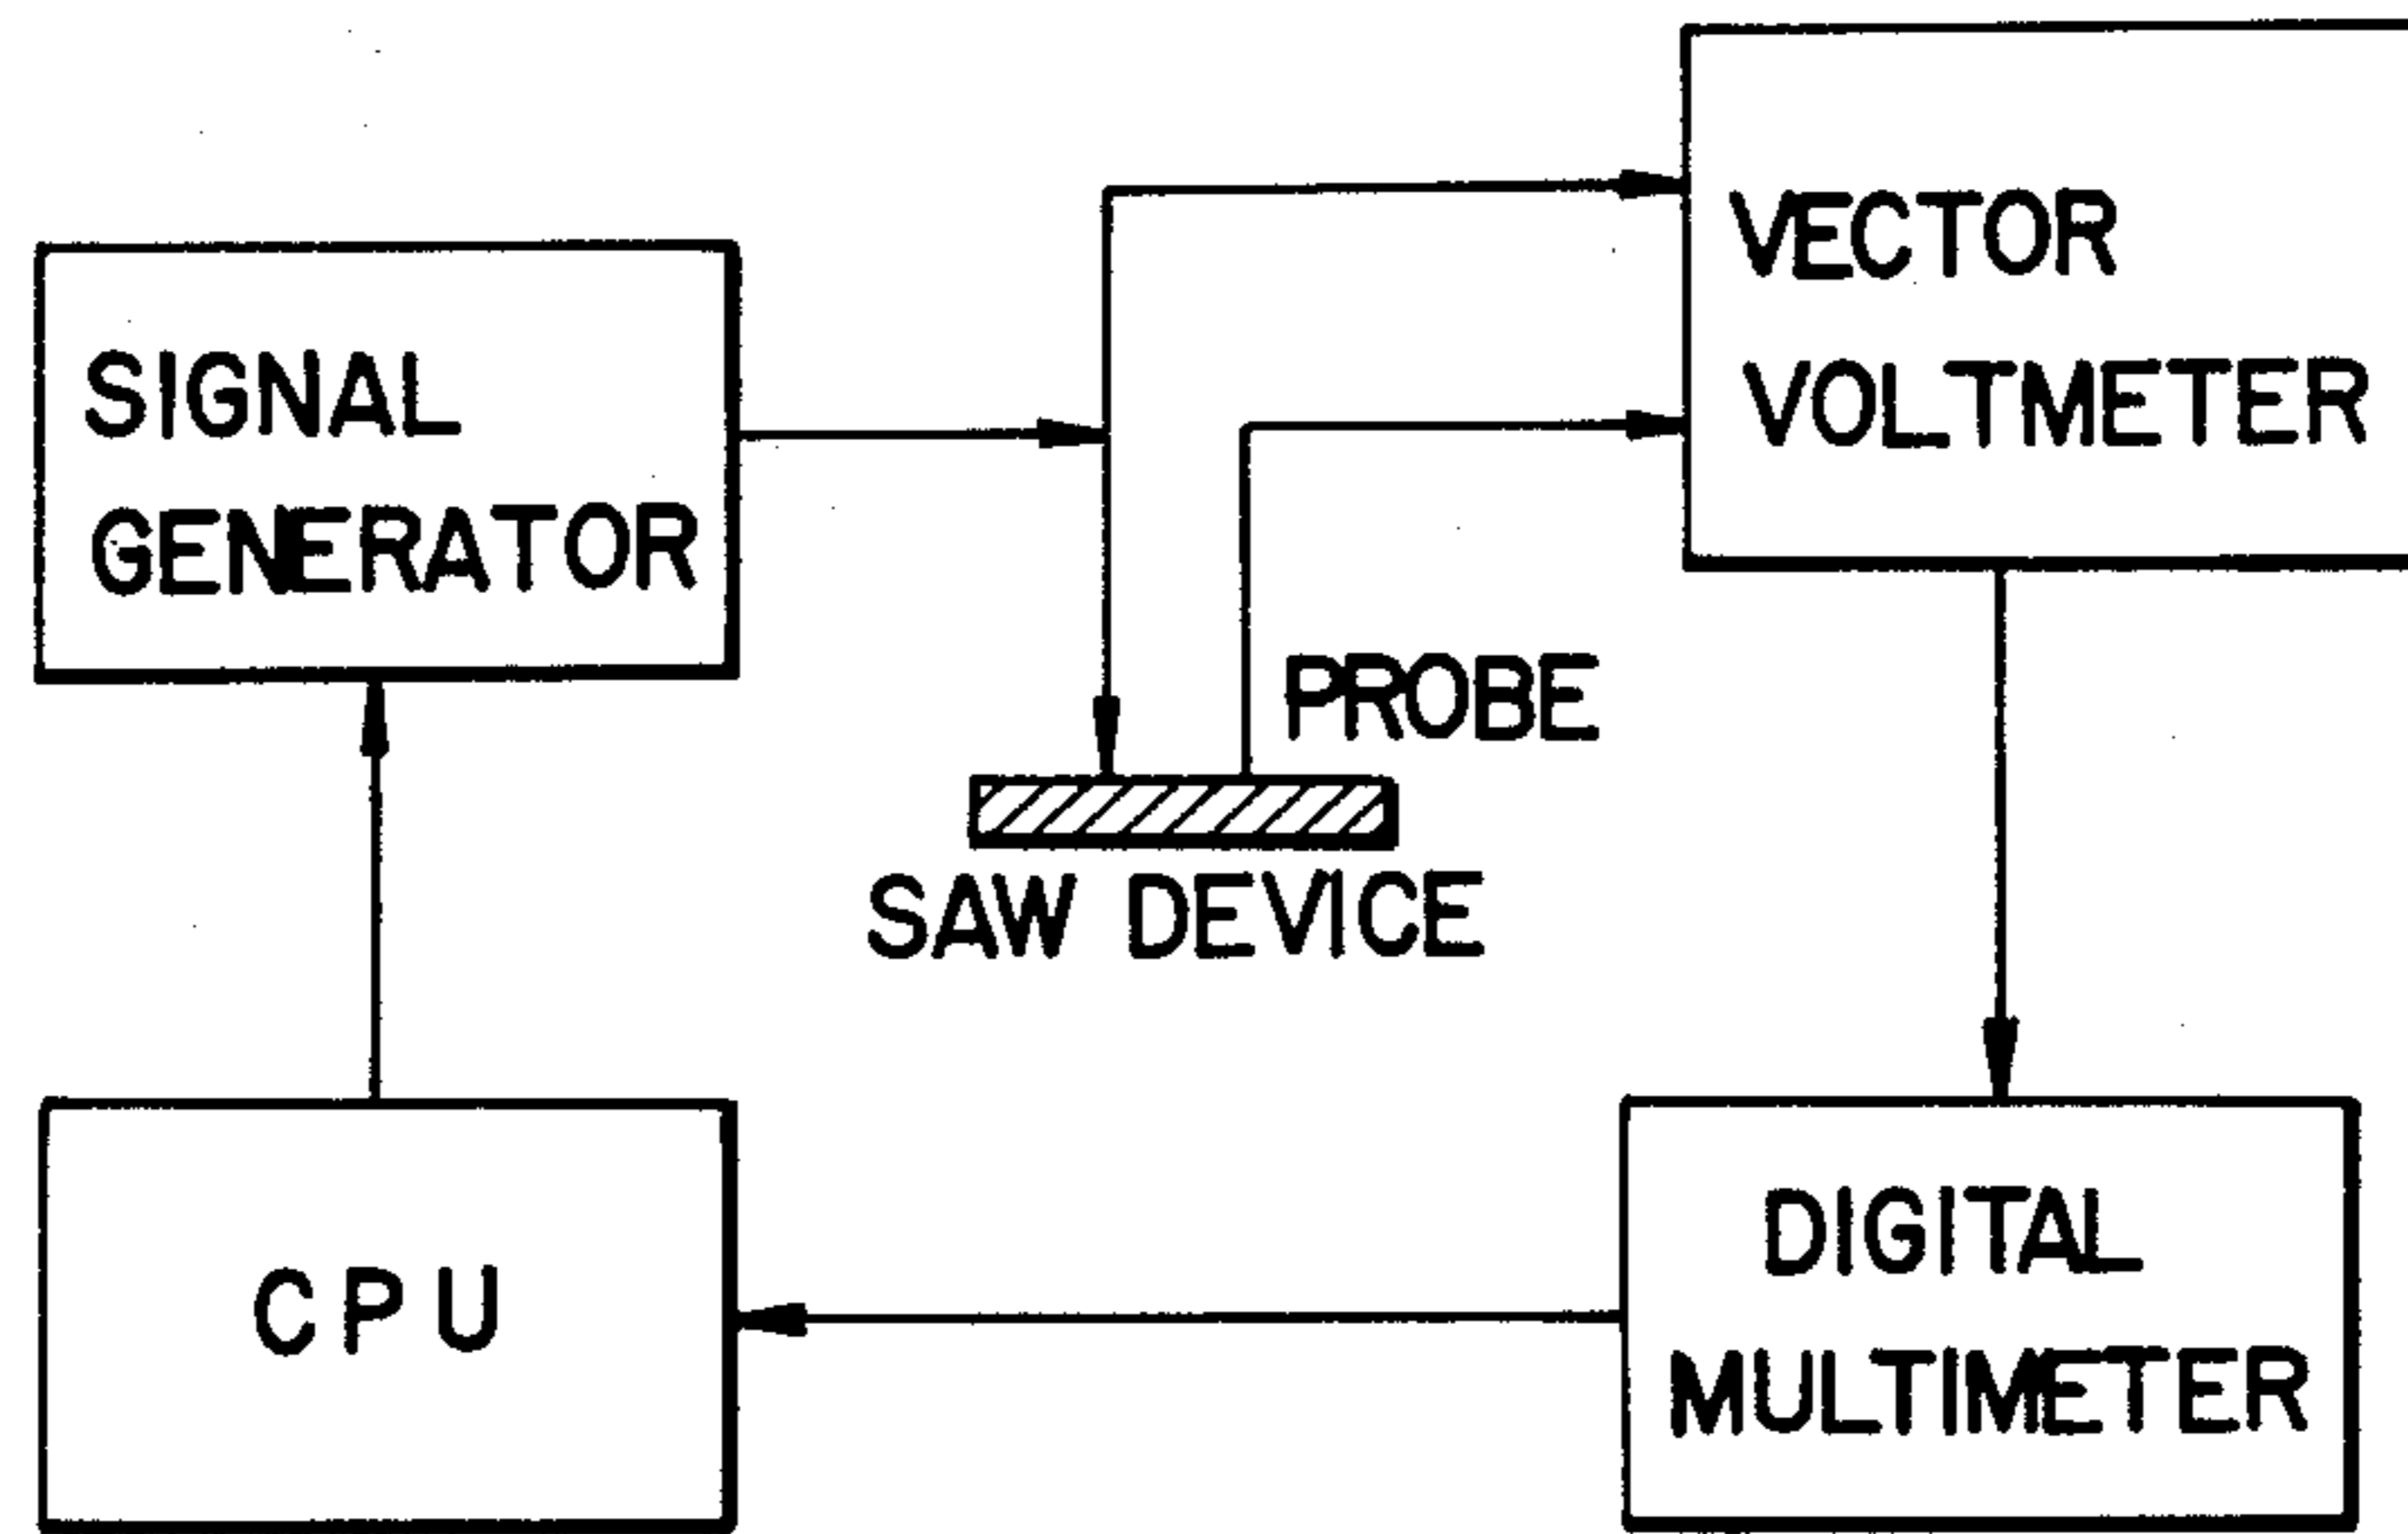 SIGNAL
GENERATOR
VECTOR
VOLTMETER
PROBE
SAW DEVICE
CPU
DIGITAL
MULTIMETER